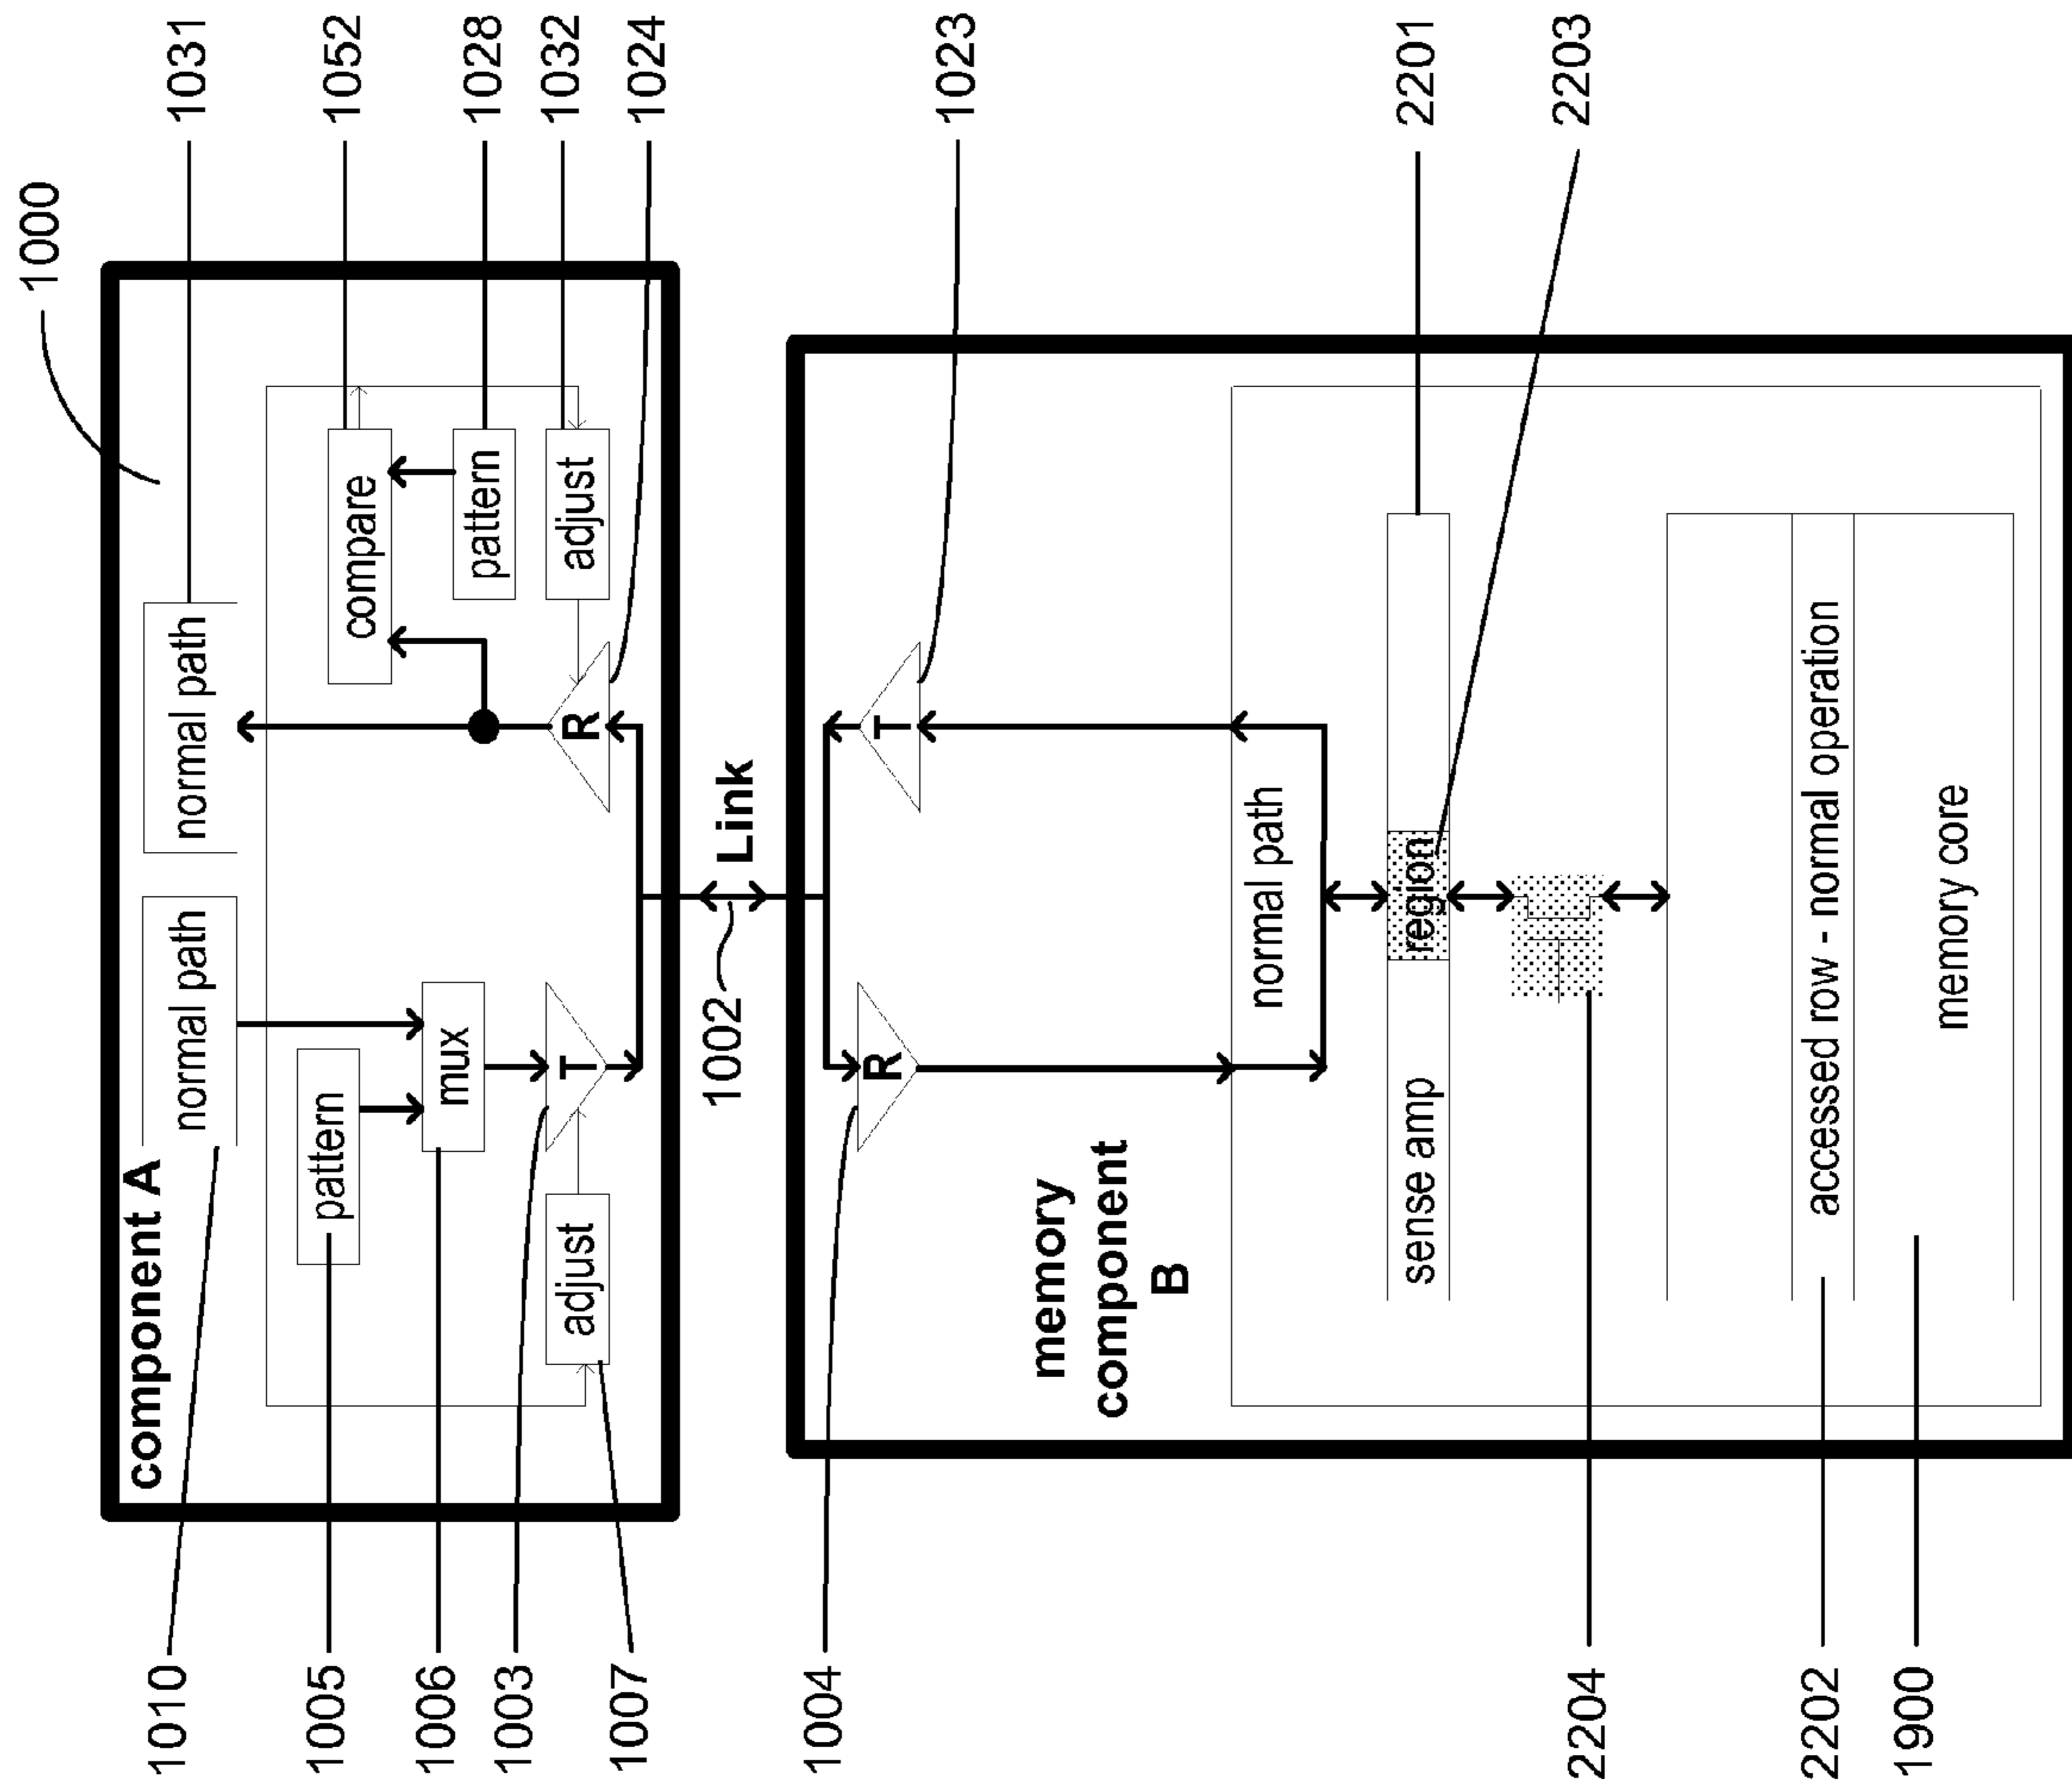 1000
1031
1052
1028
1032
1024
1023
2201
2203
component A
normal path
normal path
pattern
mux
T
adjust
compare
pattern
adjust
R
Link
1002
R
T
memory
component
B
normal path
sense amp
region
accessed row - normal operation
memory core
1010
1005
1006
1003
1007
1004
2204
2202
1900